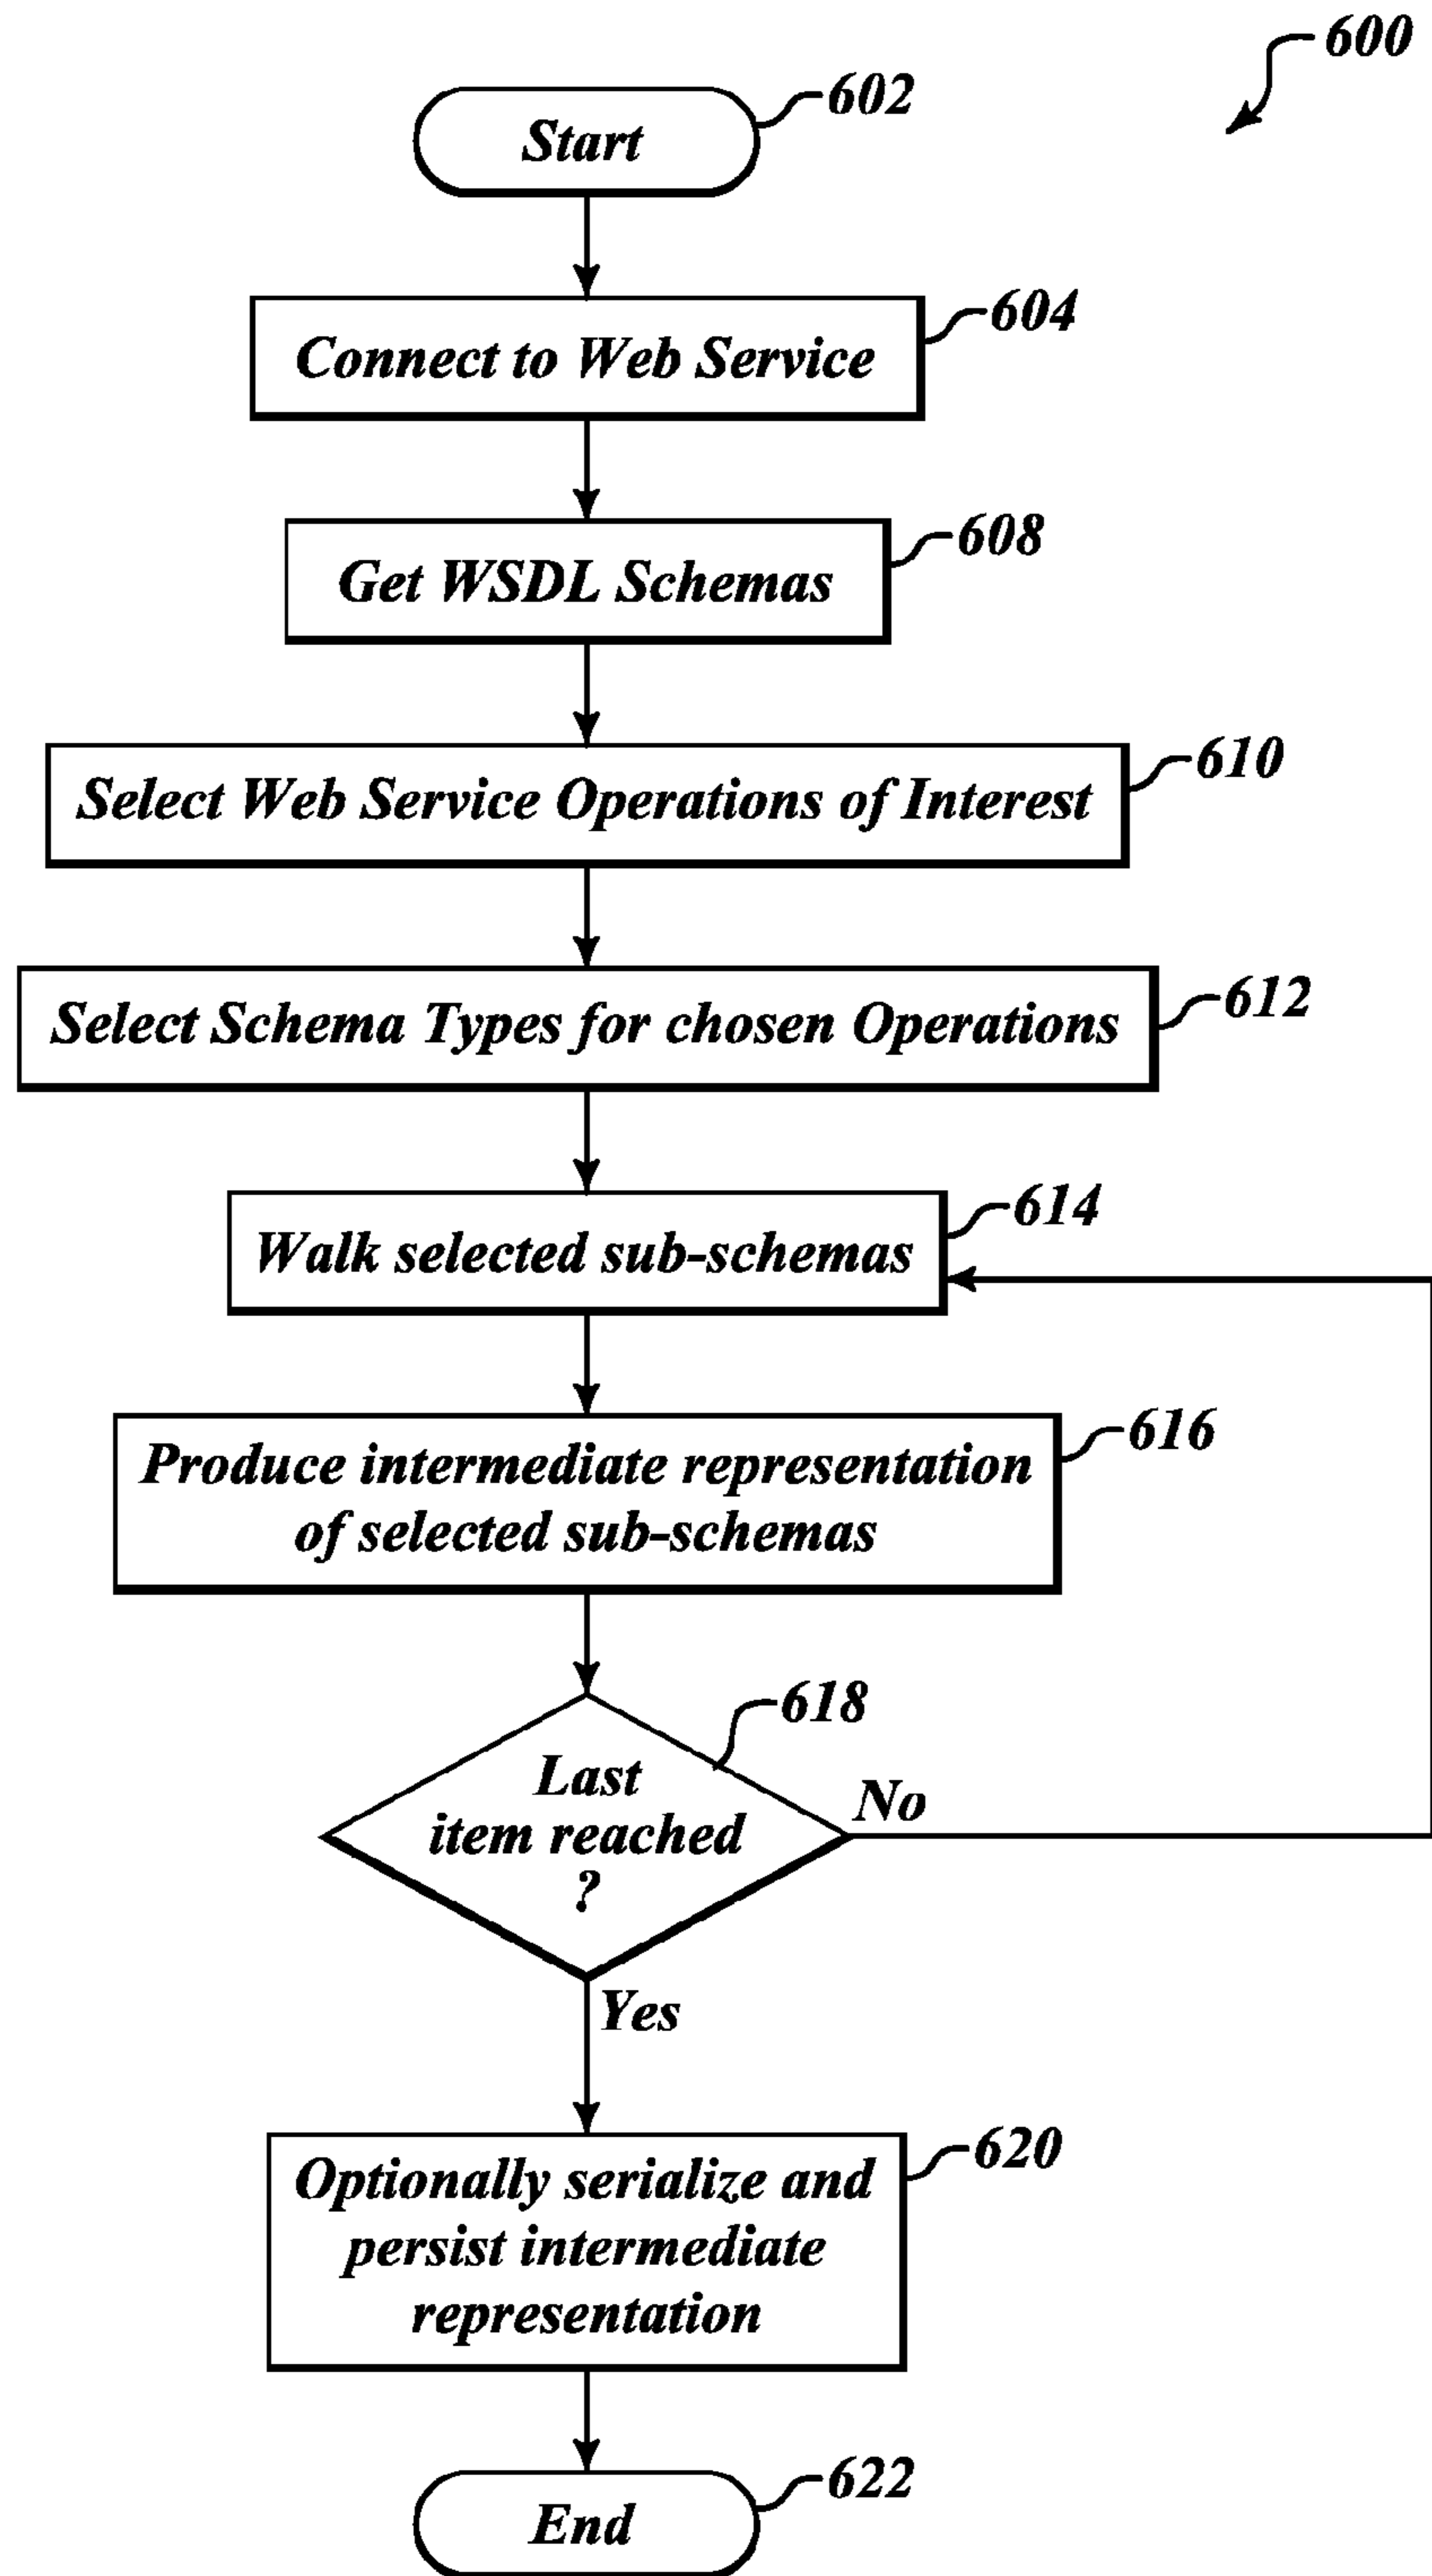 600
602
Start
604
Connect to Web Service
608
Get WSDL Schemas
610
Select Web Service Operations of Interest
612
Select Schema Types for chosen Operations
614
Walk selected sub-schemas
616
Produce intermediate representation
of selected sub-schemas
618
Last
item reached
?
No
Yes
620
Optionally serialize and
persist intermediate
representation
622
End